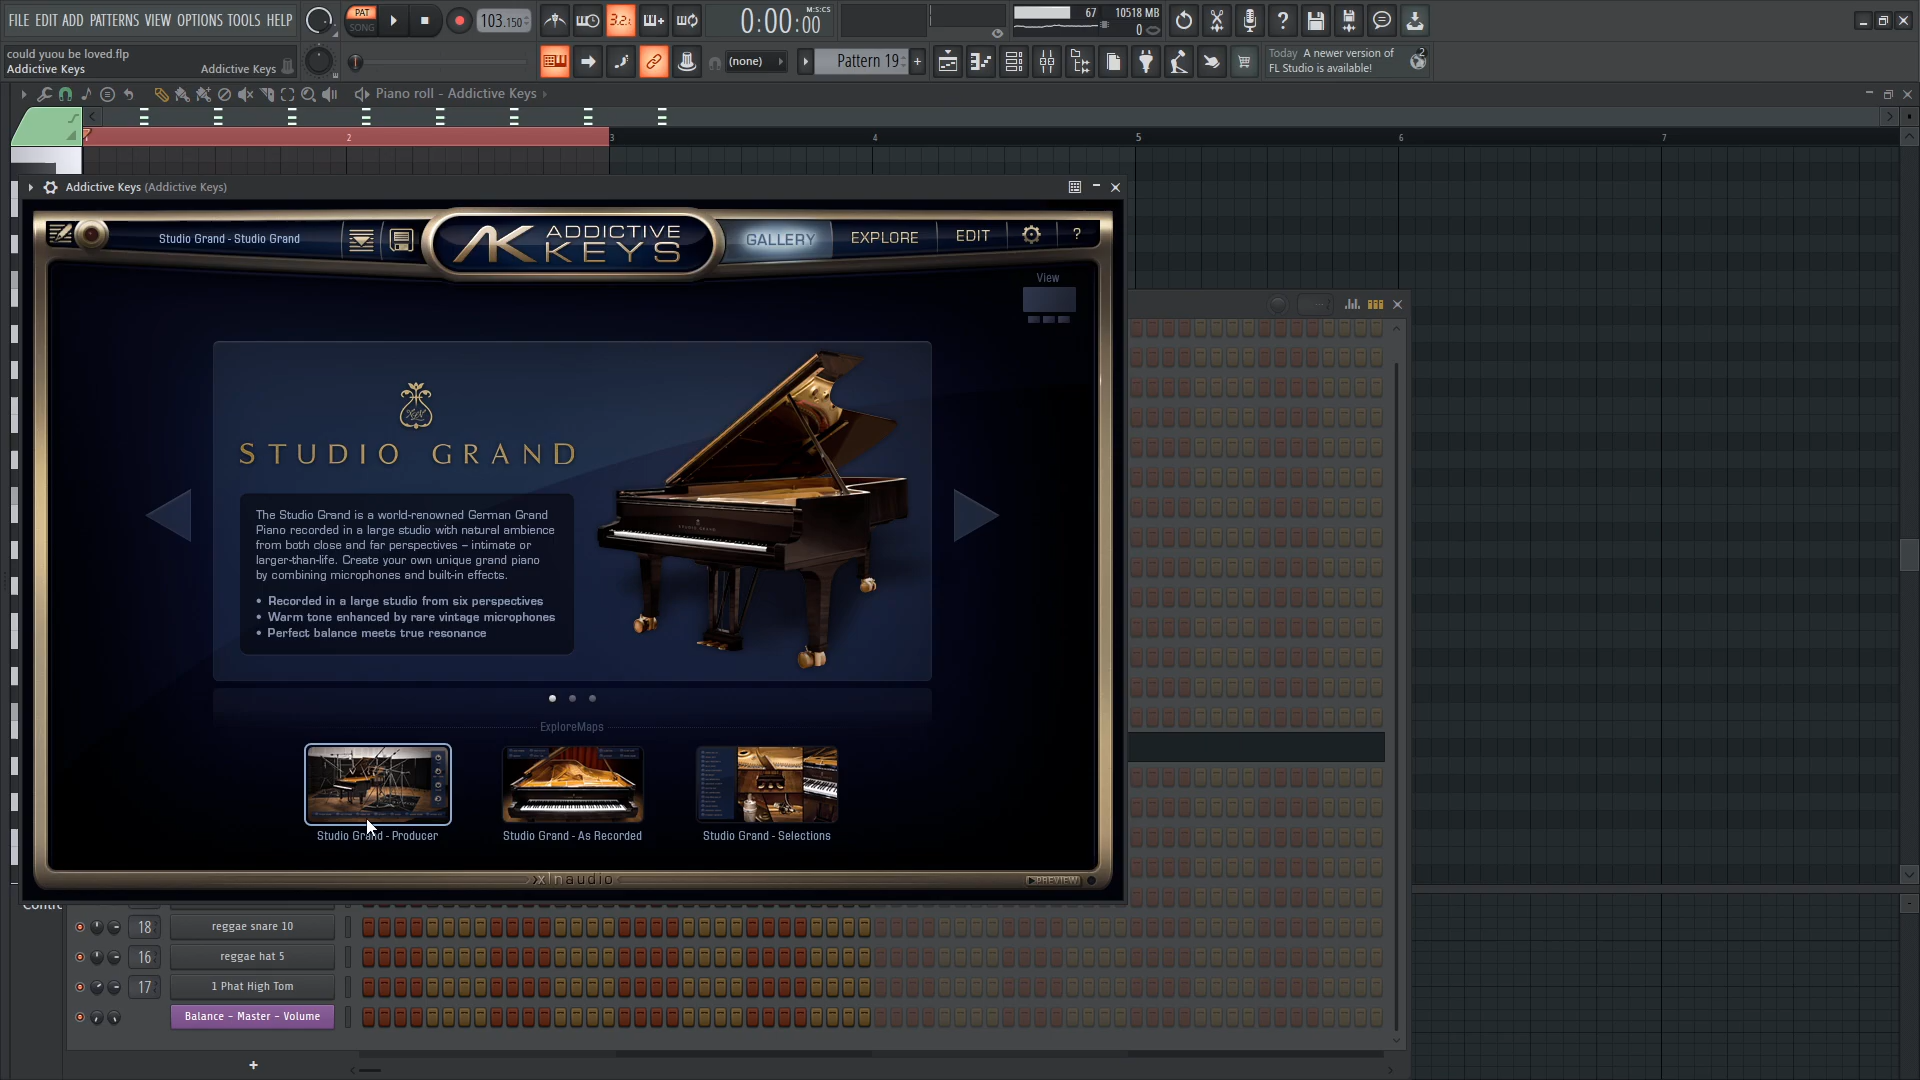 FILE EDIT ADD PATTERNS VIEW OPTIONS TOOLS HELP
PAT
SONG
103.150
3.2:
0:00:00
M:S:CS
67
10518 MB
0
could yuou be loved.flp
Addictive Keys
Addictive Keys
(none)
Pattern 19
+
Today A newer version of
FL Studio is available!
2
Piano roll - Addictive Keys
2
3
4
5
6
7
Addictive Keys (Addictive Keys)
Studio Grand - Studio Grand
ADDICTIVE
KEYS
GALLERY
EXPLORE
EDIT
?
View
STUDIO GRAND
The Studio Grand is a world-renowned German Grand
Piano recorded in a large studio with natural ambience
from both close and far perspectives – intimate or
larger-than-life. Create your own unique grand piano
by combining microphones and built-in effects.
• Recorded in a large studio from six perspectives
• Warm tone enhanced by rare vintage microphones
• Perfect balance meets true resonance
ExploreMaps
Studio Grand - Producer
Studio Grand - As Recorded
Studio Grand - Selections
xlnaudio
PREVIEW
18
reggae snare 10
16
reggae hat 5
17
1 Phat High Tom
Balance - Master - Volume
+